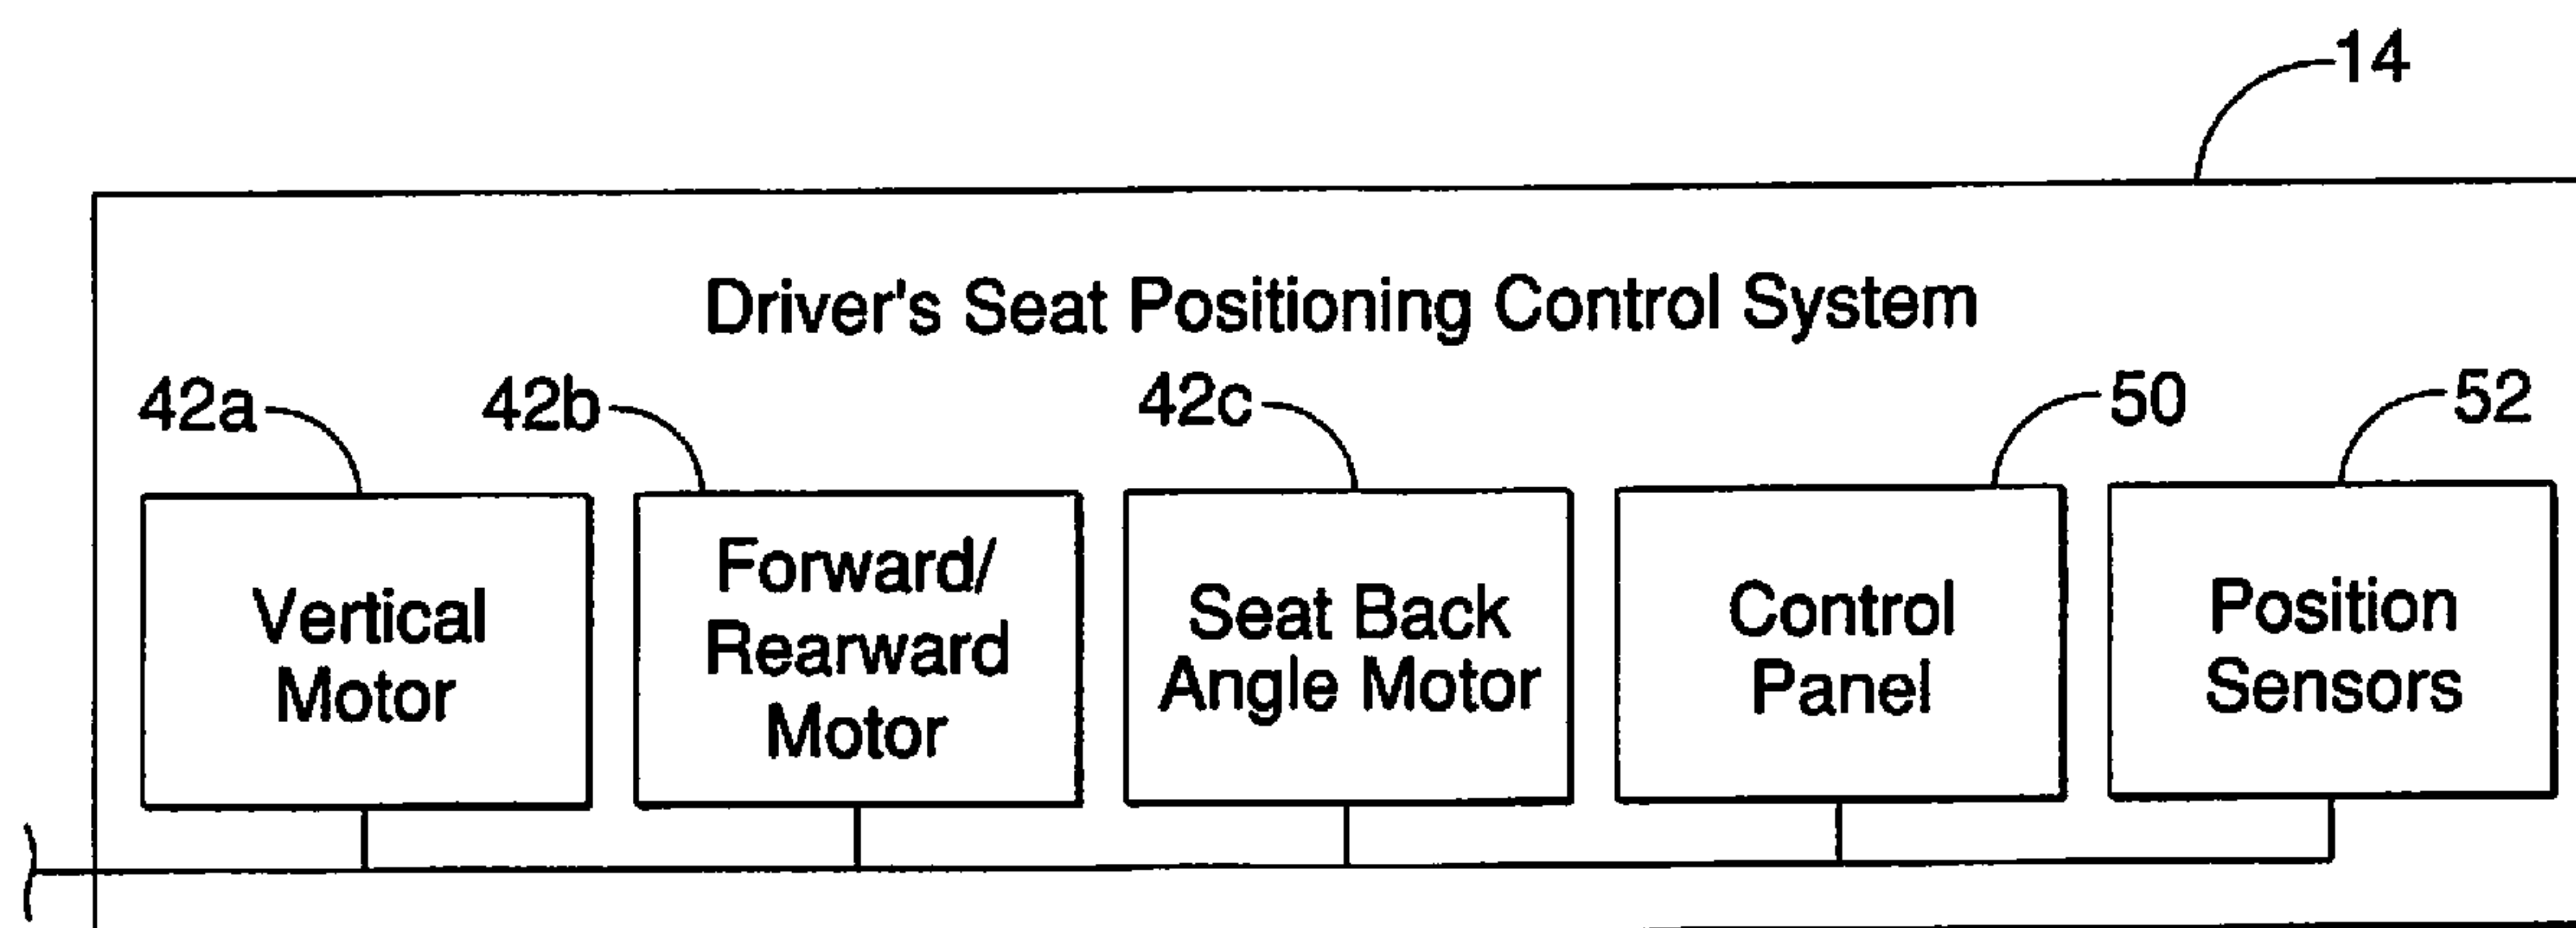 14
Driver's Seat Positioning Control System
42a
42b
42c
50
52
Vertical
Motor
Forward/
Rearward
Motor
Seat Back
Angle Motor
Control
Panel
Position
Sensors